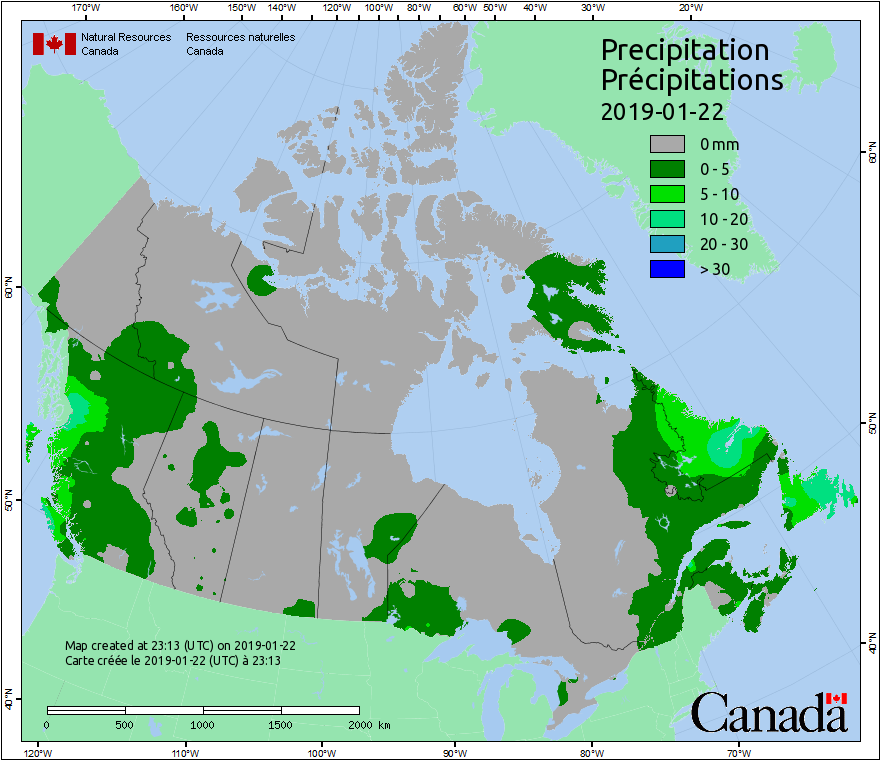 170°W 160°W 150°W 140°W 130°W 120°W 110°W 100°W 90°W 80°W 60°W 50°W 40°W 30°W 20°W
Natural Resources Canada
Ressources naturelles Canada
Precipitation
Précipitations
2019-01-22
0 mm
0 - 5
5 - 10
10 - 20
20 - 30
> 30
60°N
60°N
50°N
50°N
40°N
40°N
Map created at 23:13 (UTC) on 2019-01-22
Carte créée le 2019-01-22 (UTC) à 23:13
0 500 1000 1500 2000 km
Canada
120°W 110°W 100°W 90°W 80°W 70°W